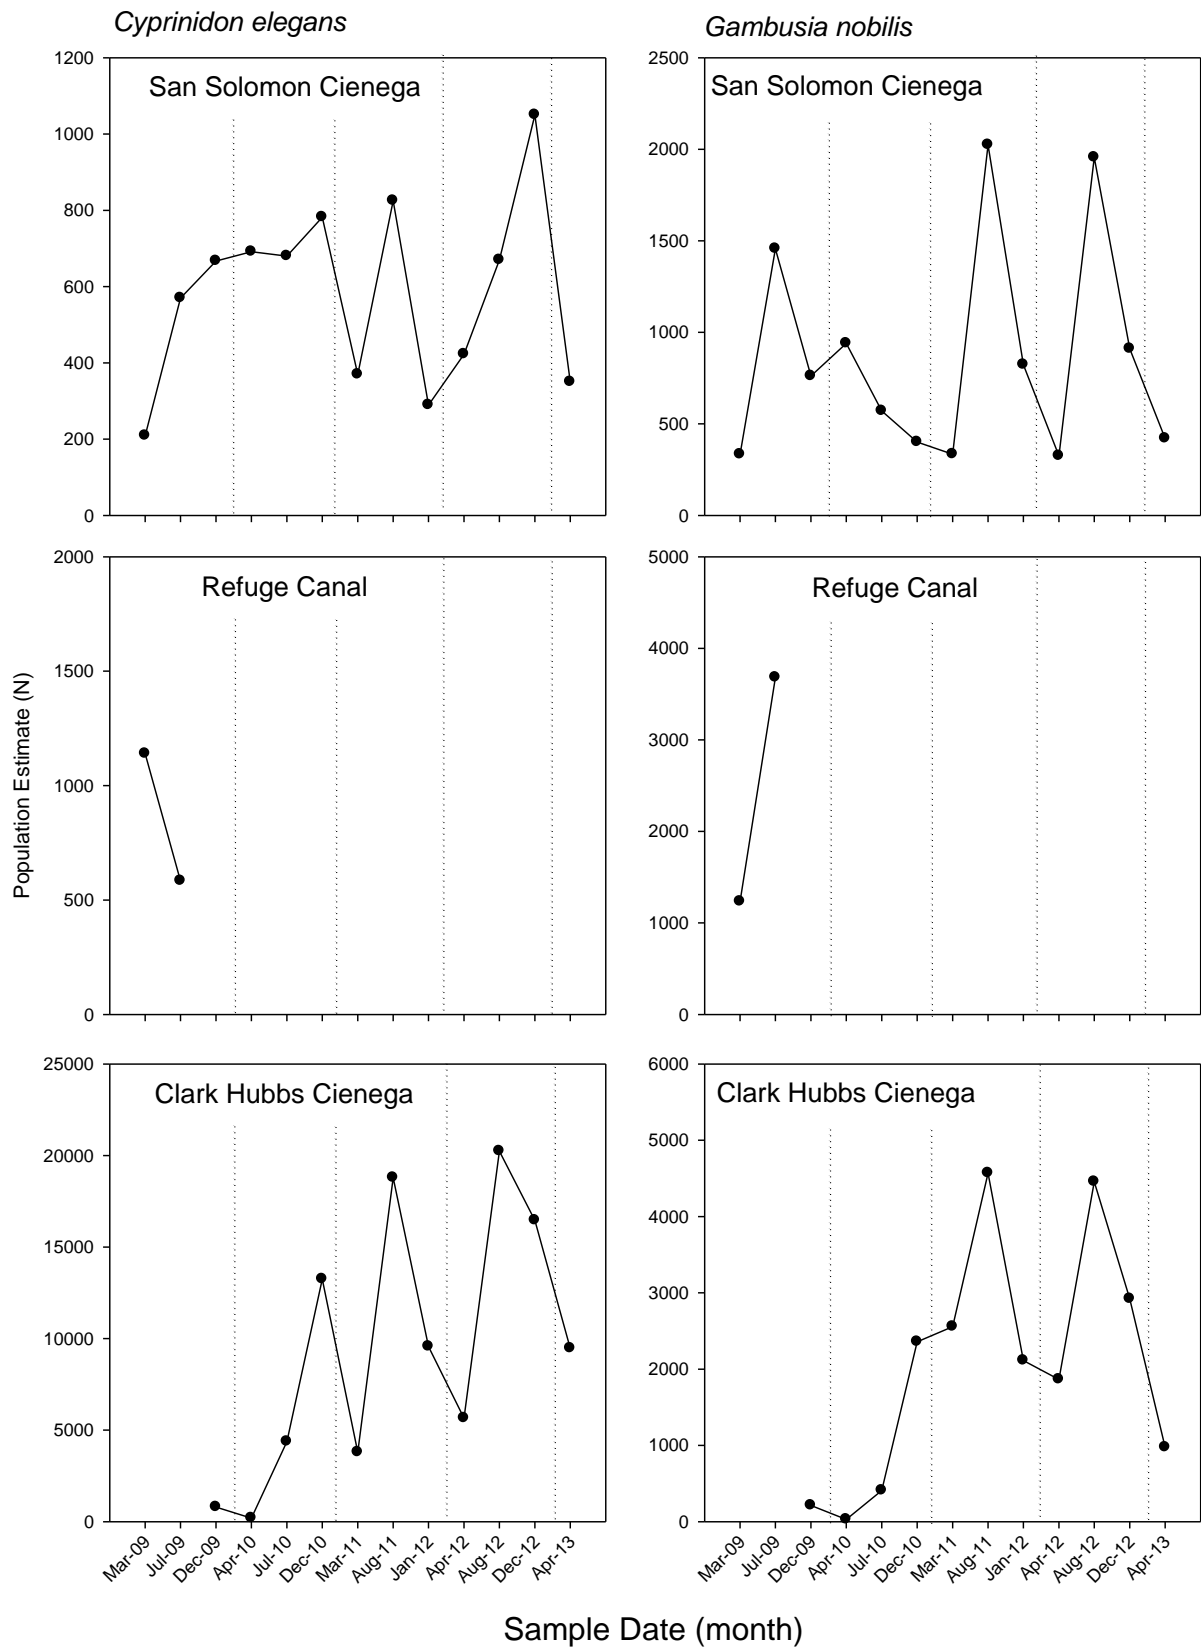 Cyprinidon elegans
Gambusia nobilis
San Solomon Cienega
1200
1000
800
600
400
200
0
San Solomon Cienega
2500
2000
1500
1000
500
0
Population Estimate (N)
Refuge Canal
2000
1500
1000
500
0
Refuge Canal
5000
4000
3000
2000
1000
0
Clark Hubbs Cienega
25000
20000
15000
10000
5000
0
Mar-09
Jul-09
Dec-09
Apr-10
Jul-10
Dec-10
Mar-11
Aug-11
Jan-12
Apr-12
Aug-12
Dec-12
Apr-13
Clark Hubbs Cienega
6000
5000
4000
3000
2000
1000
0
Mar-09
Jul-09
Dec-09
Apr-10
Jul-10
Dec-10
Mar-11
Aug-11
Jan-12
Apr-12
Aug-12
Dec-12
Apr-13
Sample Date (month)